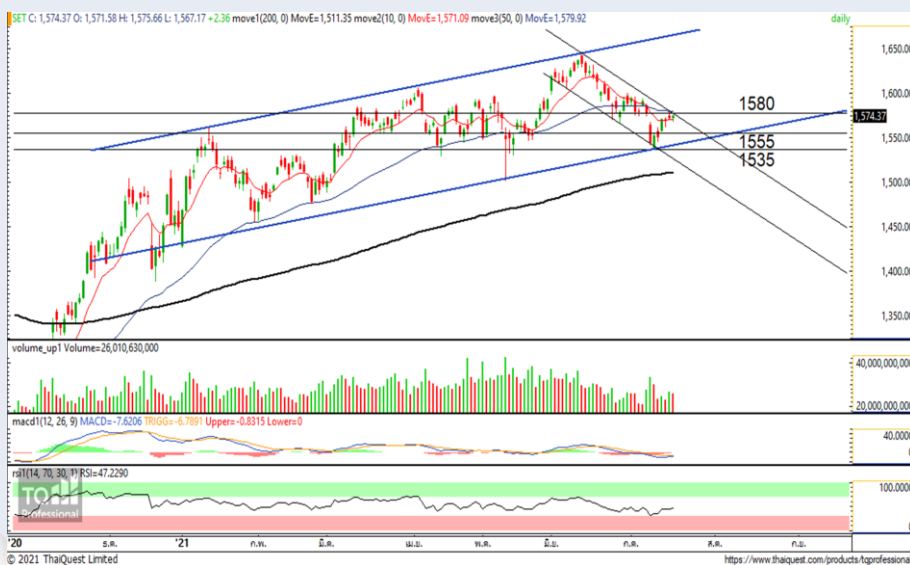 SET C: 1,574.37 O: 1,571.58 H: 1,575.66 L: 1,567.17 +2.36 move1(200, 0) MovE=1,511.35 move2(10, 0) MovE=1,571.09 move3(50, 0) MovE=1,579.92 daily
1,650.00
1,600.00
1580
1,574.37
1,550.00
1555
1535
1,500.00
1,450.00
1,400.00
1,350.00
volume_up1 Volume=26,010,630,000
40,000,000,000
20,000,000,000
macd1(12, 26, 9) MACD=-7.6206 TRIGG=-6.7891 Upper=-0.8315 Lower=0
40.0000
rsi1(14, 70, 30, 1) RSI=47.2290
100.0000
Professional
'20 ธ.ค. '21 ก.พ. มี.ค. เม.ย. พ.ค. มิ.ย. ก.ค. ส.ค. ก.ย.
© 2021 ThaiQuest Limited https://www.thaiquest.com/products/tqprofessional